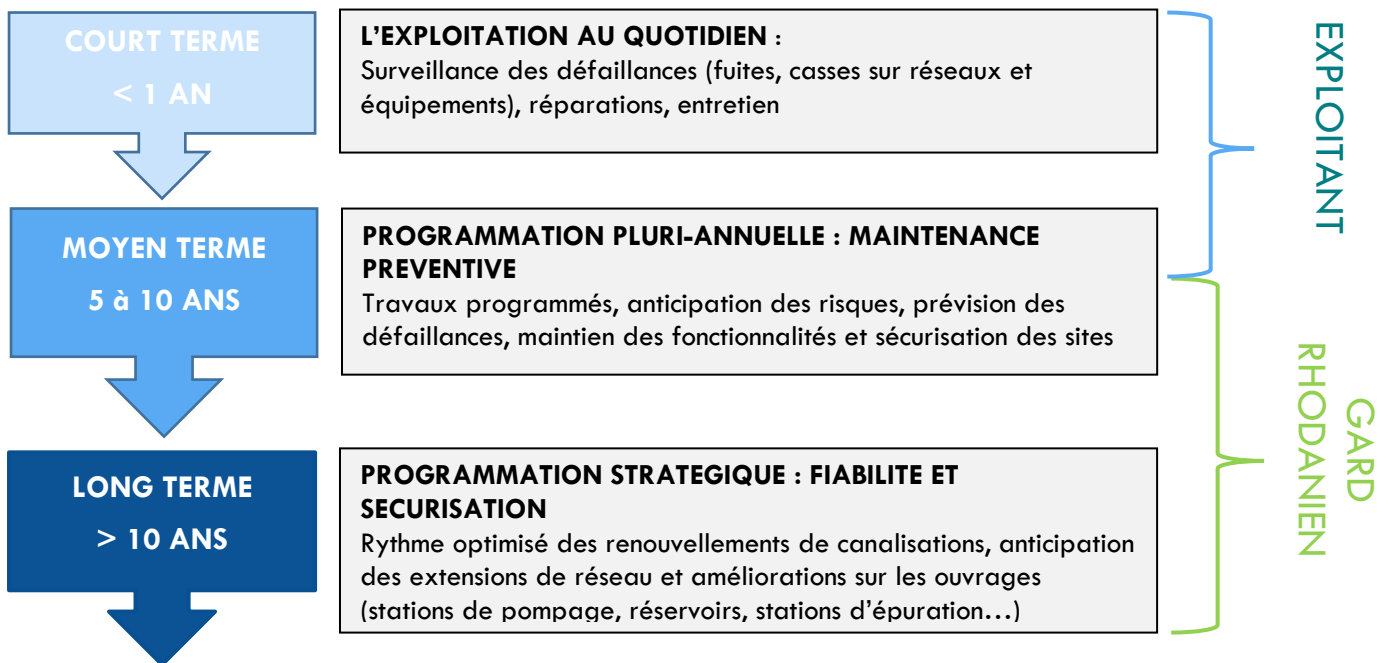 COURT TERME
< 1 AN
L'EXPLOITATION AU QUOTIDIEN :
Surveillance des défaillances (fuites, casses sur réseaux et
équipements), réparations, entretien
EXPLOITANT
MOYEN TERME
5 à 10 ANS
PROGRAMMATION PLURI-ANNUELLE : MAINTENANCE
PREVENTIVE
Travaux programmés, anticipation des risques, prévision des
défaillances, maintien des fonctionnalités et sécurisation des sites
GARD
RHODANIEN
LONG TERME
> 10 ANS
PROGRAMMATION STRATEGIQUE : FIABILITE ET
SECURISATION
Rythme optimisé des renouvellements de canalisations, anticipation
des extensions de réseau et améliorations sur les ouvrages
(stations de pompage, réservoirs, stations d'épuration…)